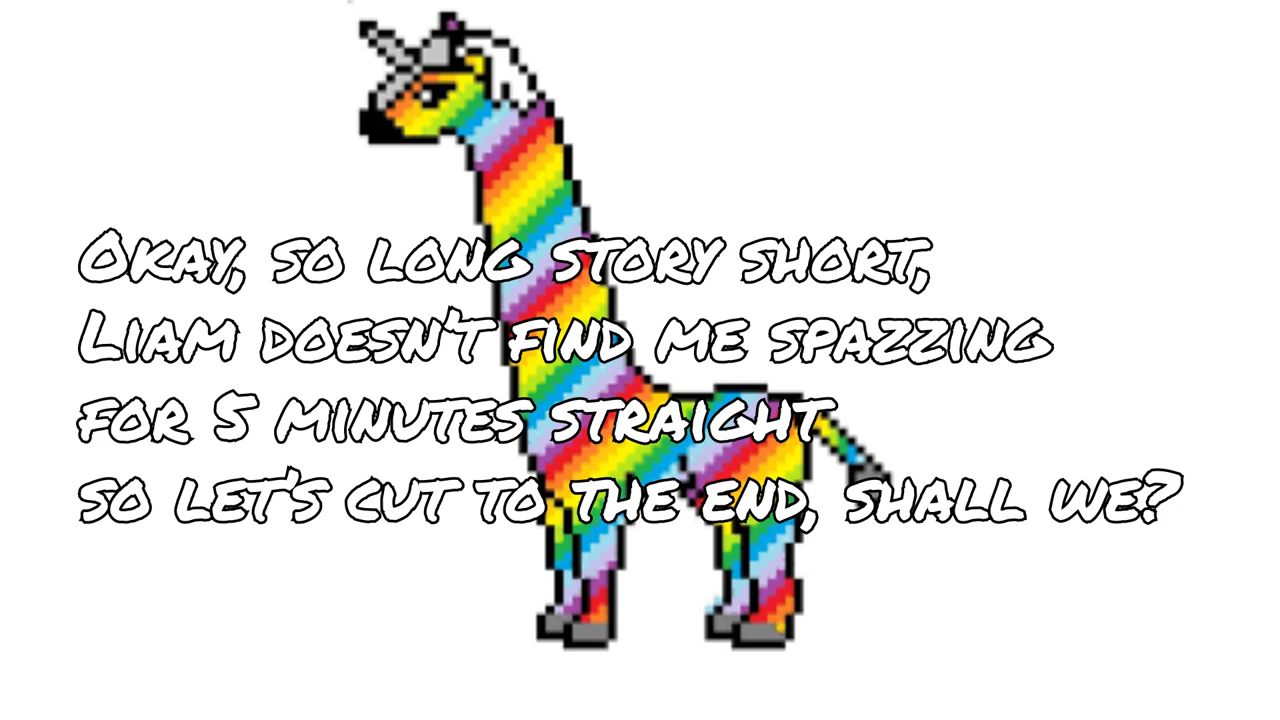 Okay, so long story short,
Liam doesn't find me spazzing
for 5 minutes straight
so let's cut to the end, shall we?